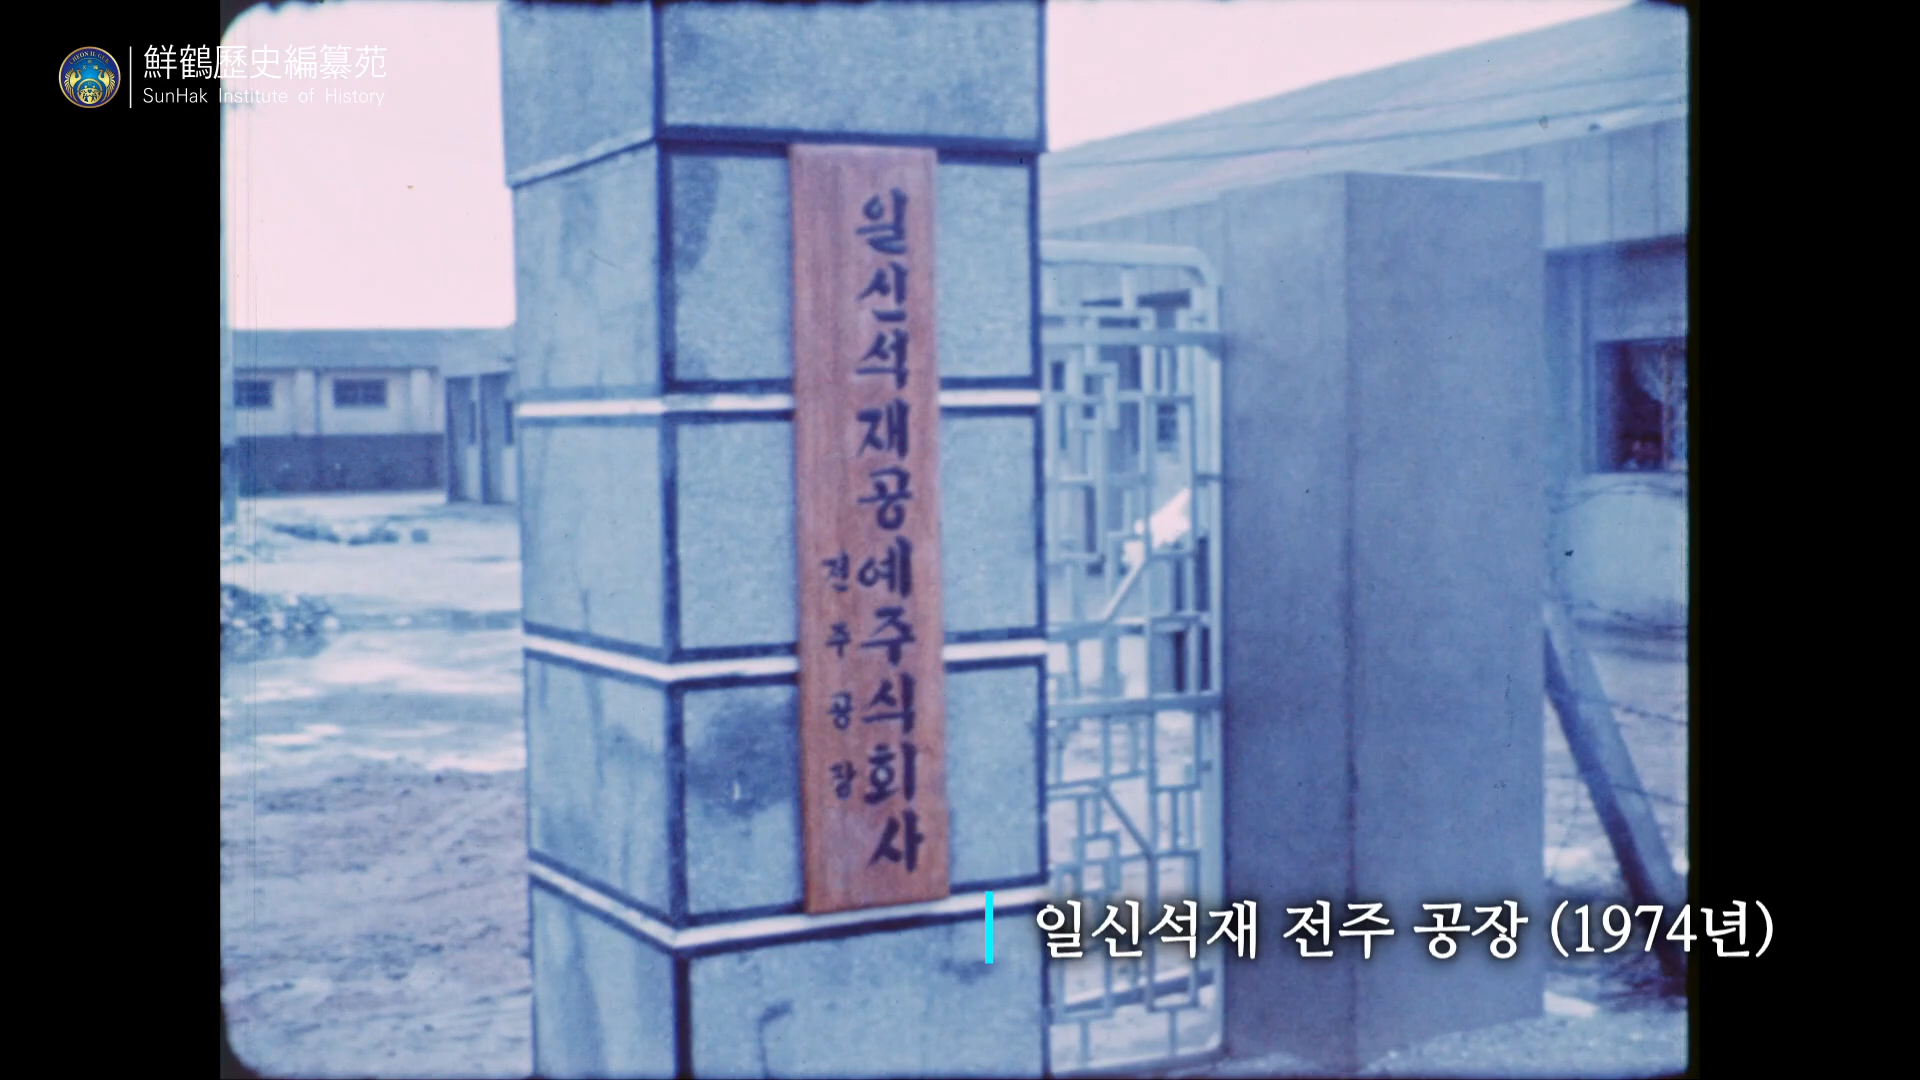 鮮鶴歷史編纂苑
SunHak Institute of History
일신석재공예주식회사
전주공장
일신석재 전주 공장 (1974년)